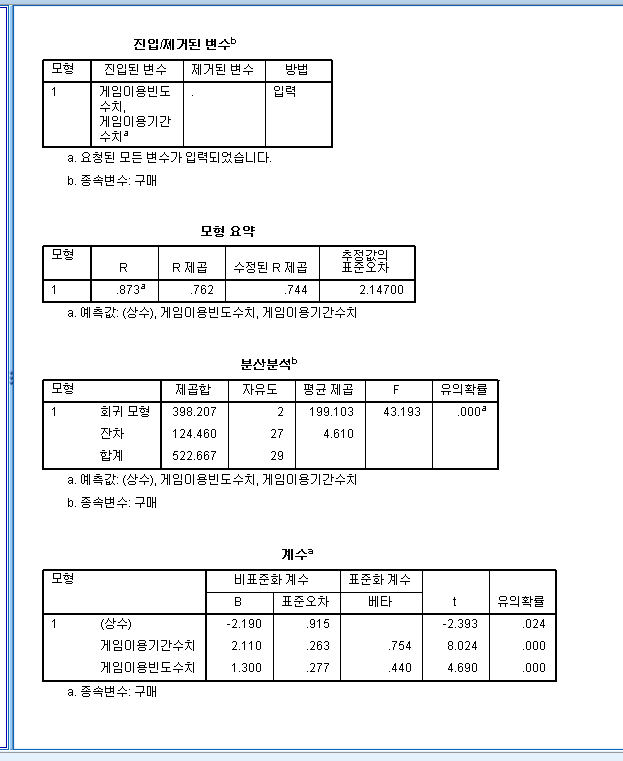 진입/제거된 변수b
모형 진입된 변수 제거된 변수 방법
1 게임이용빈도 . 입력
수치,
게임이용기간
수치a
a. 요청된 모든 변수가 입력되었습니다.
b. 종속변수: 구매
모형 요약
모형 R R 제곱 수정된 R 제곱 추정값의
표준오차
1 .873a .762 .744 2.14700
a. 예측값: (상수), 게임이용빈도수치, 게임이용기간수치
분산분석b
모형 제곱합 자유도 평균 제곱 F 유의확률
1 회귀 모형 398.207 2 199.103 43.193 .000a
잔차 124.460 27 4.610
합계 522.667 29
a. 예측값: (상수), 게임이용빈도수치, 게임이용기간수치
b. 종속변수: 구매
계수a
모형 비표준화 계수 표준화 계수
B 표준오차 베타 t 유의확률
1 (상수) -2.190 .915 -2.393 .024
게임이용기간수치 2.110 .263 .754 8.024 .000
게임이용빈도수치 1.300 .277 .440 4.690 .000
a. 종속변수: 구매